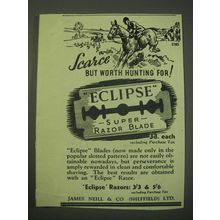 Scarce
BUT WORTH HUNTING FOR!
"ECLIPSE"
SUPER
RAZOR BLADE
each
including Purchase Tax
"Eclipse" Blades (now made only in the
popular slotted pattern) are not easily ob-
tainable nowadays, but perseverance is
amply rewarded in clean and comfortable
shaving. The best results are obtained
with an "Eclipse" Razor.
'Eclipse' Razors: 3'3 & 5'6
including Purchase Tax
JAMES NEILL & CO (SHEFFIELD) LTD.